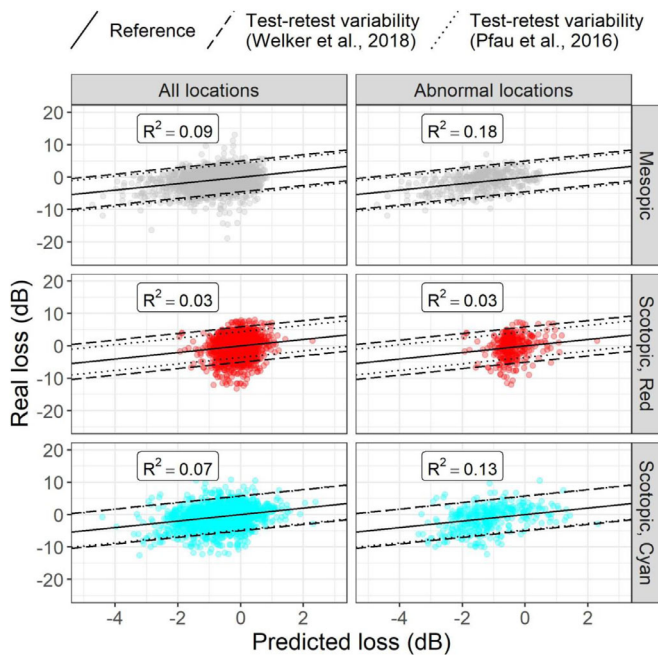 Reference
Test-retest variability
(Welker et al., 2018)
Test-retest variability
(Pfau et al., 2016)
All locations
Abnormal locations
R² = 0.09
R² = 0.18
Mesopic
20
10
0
-10
-20
R² = 0.03
R² = 0.03
Scotopic, Red
20
10
0
-10
-20
Real loss (dB)
R² = 0.07
R² = 0.13
Scotopic, Cyan
20
10
0
-10
-20
-4 -2 0 2 -4 -2 0 2
Predicted loss (dB)